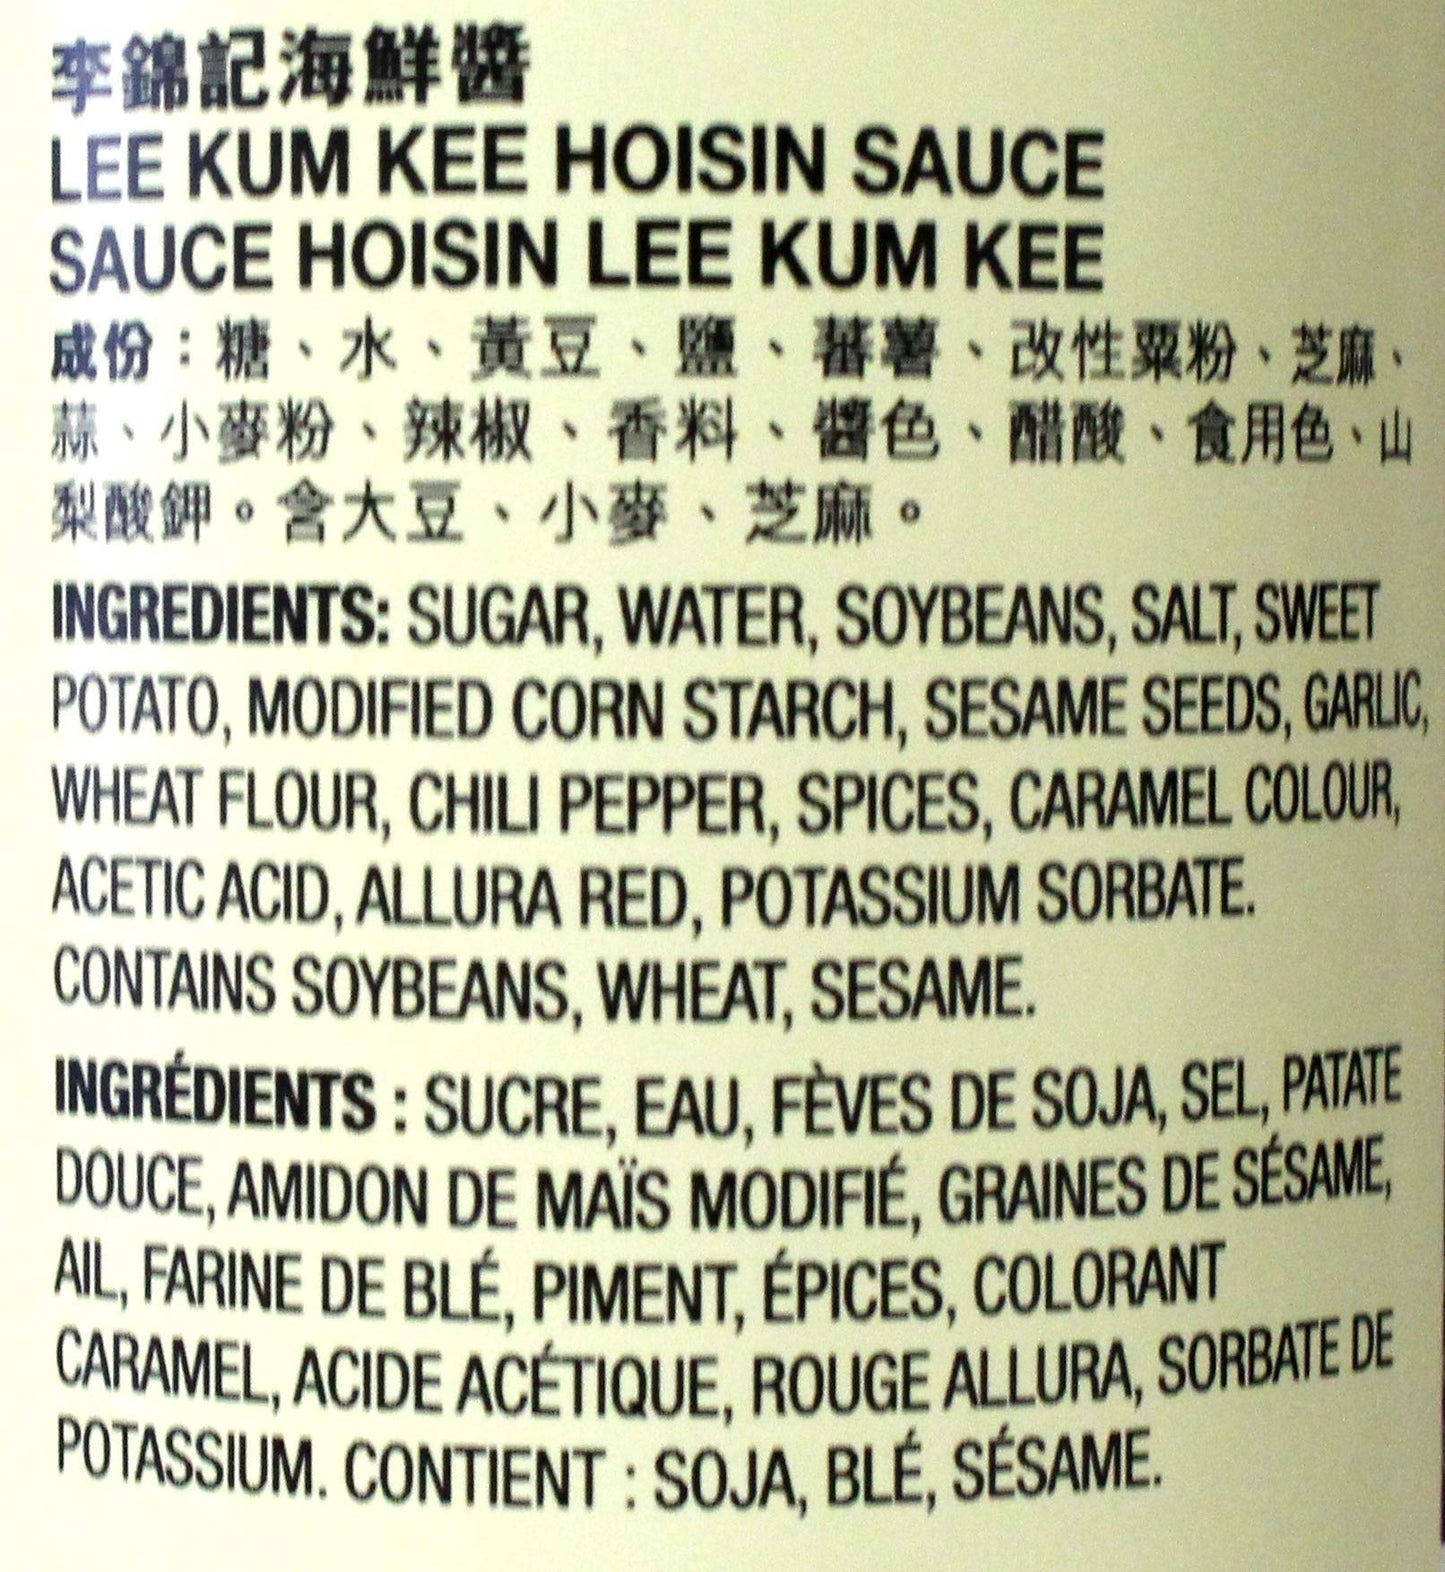 李錦記海鮮醬
LEE KUM KEE HOISIN SAUCE
SAUCE HOISIN LEE KUM KEE
成份：糖、水、黃豆、鹽、蕃薯、改性粟粉、芝麻、
蒜、小麥粉、辣椒、香料、醬色、醋酸、食用色、山
梨酸鉀。含大豆、小麥、芝麻。
INGREDIENTS: SUGAR, WATER, SOYBEANS, SALT, SWEET
POTATO, MODIFIED CORN STARCH, SESAME SEEDS, GARLIC,
WHEAT FLOUR, CHILI PEPPER, SPICES, CARAMEL COLOUR,
ACETIC ACID, ALLURA RED, POTASSIUM SORBATE.
CONTAINS SOYBEANS, WHEAT, SESAME.
INGRÉDIENTS : SUCRE, EAU, FÈVES DE SOJA, SEL, PATATE
DOUCE, AMIDON DE MAÏS MODIFIÉ, GRAINES DE SÉSAME,
AIL, FARINE DE BLÉ, PIMENT, ÉPICES, COLORANT
CARAMEL, ACIDE ACÉTIQUE, ROUGE ALLURA, SORBATE DE
POTASSIUM. CONTIENT : SOJA, BLÉ, SÉSAME.